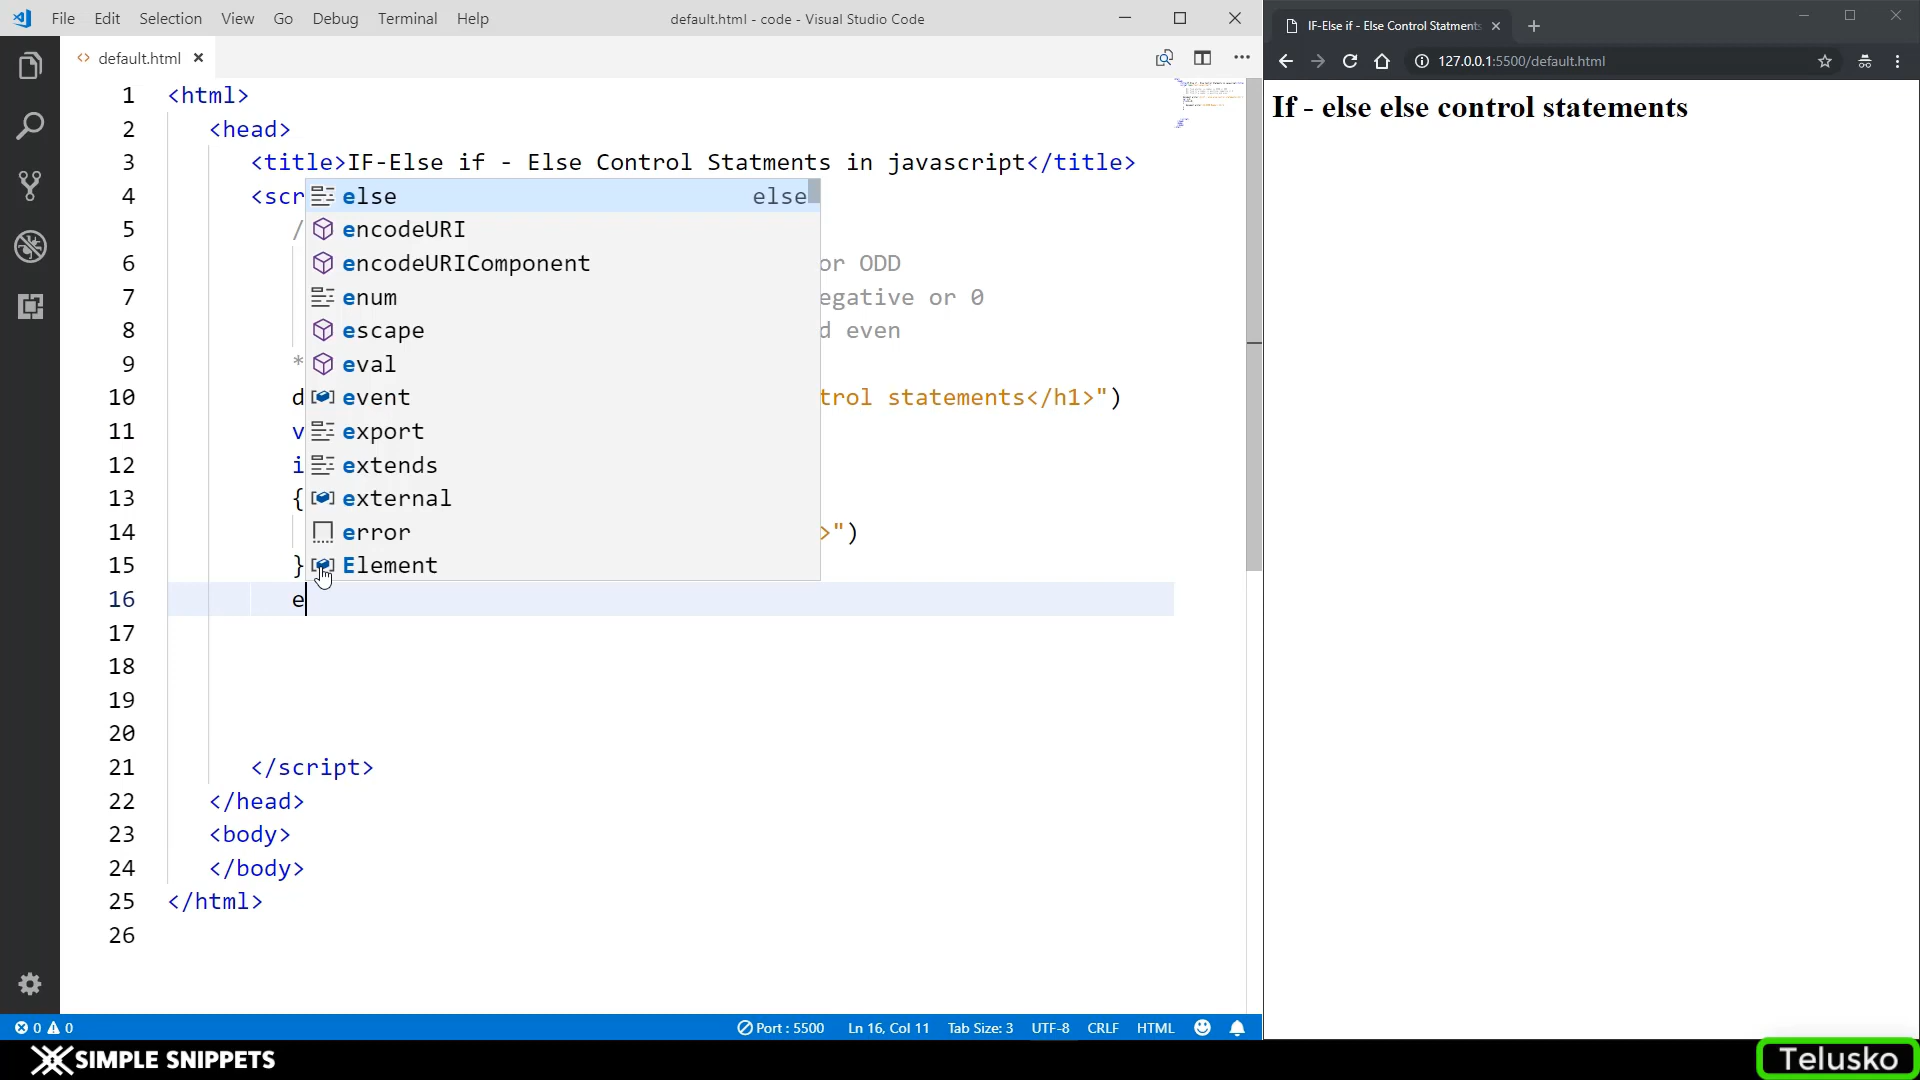 File Edit Selection View Go Debug Terminal Help
default.html - code - Visual Studio Code
default.html
1 <html>
2 <head>
3 <title>IF-Else if - Else Control Statments in javascript</title>
4 <scr
5 /
6 or ODD
7 egative or 0
8 d even
9 *
10 d trol statements</h1>")
11 v
12 i
13 {
14 >")
15 }
16 e
17
18
19
20
21 </script>
22 </head>
23 <body>
24 </body>
25 </html>
26
else else
encodeURI
encodeURIComponent
enum
escape
eval
event
export
extends
external
error
Element
0 0
Port : 5500 Ln 16, Col 11 Tab Size: 3 UTF-8 CRLF HTML
IF-Else if - Else Control Statments
127.0.0.1:5500/default.html
If - else else control statements
SIMPLE SNIPPETS
Telusko